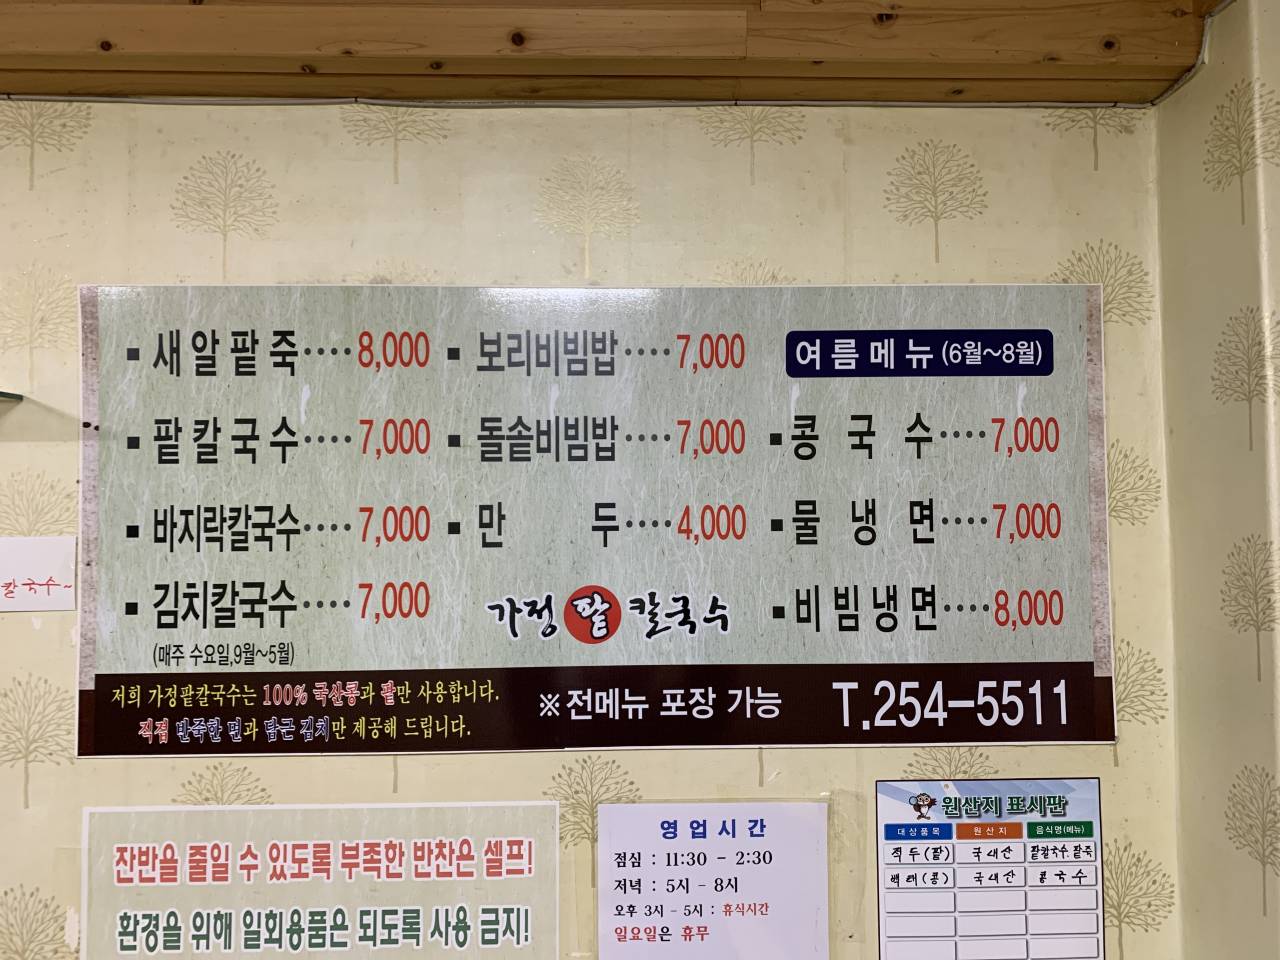 새알팥죽····8,000
팥칼국수····7,000
바지락칼국수····7,000
김치칼국수····7,000
(매주 수요일,9월~5월)
보리비빔밥····7,000
돌솥비빔밥····7,000
만두····4,000
가정팥칼국수
여름메뉴(6월~8월)
콩국수····7,000
물냉면····7,000
비빔냉면····8,000
저희 가정팥칼국수는 100% 국산콩과 팥만 사용합니다.
직접 반죽한 면과 담근 김치만 제공해 드립니다.
※전메뉴 포장 가능
T.254-5511
칼국수~
잔반을 줄일 수 있도록 부족한 반찬은 셀프!
환경을 위해 일회용품은 되도록 사용 금지!
영업시간
점심 : 11:30 - 2:30
저녁 : 5시 - 8시
오후 3시 - 5시 : 휴식시간
일요일은 휴무
원산지 표시판
대상품목 원산지 음식명(메뉴)
적두(팥) 국내산 팥칼국수.팥죽
백태(콩) 국내산 콩국수